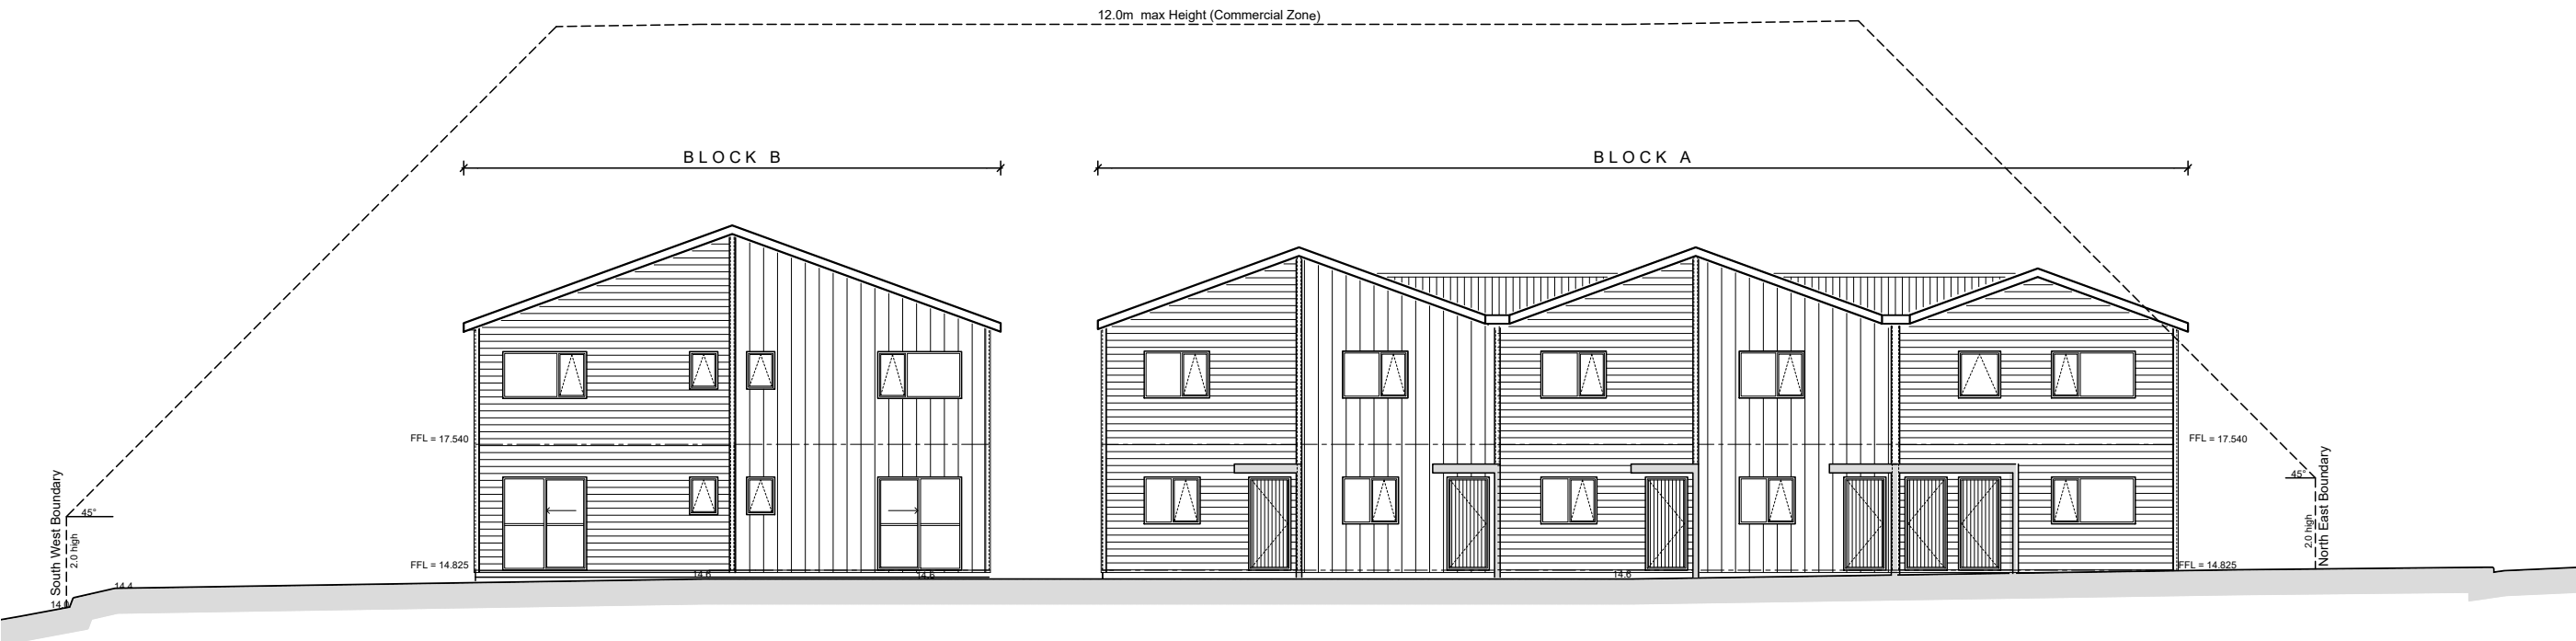 12.0m max Height (Commercial Zone)
BLOCK B
BLOCK A
FFL = 17.540
FFL = 17.540
South West Boundary
2.0 high
45°
45°
2.0 high
North East Boundary
FFL = 14.825
FFL = 14.825
14.6
14.6
14.6
14.4